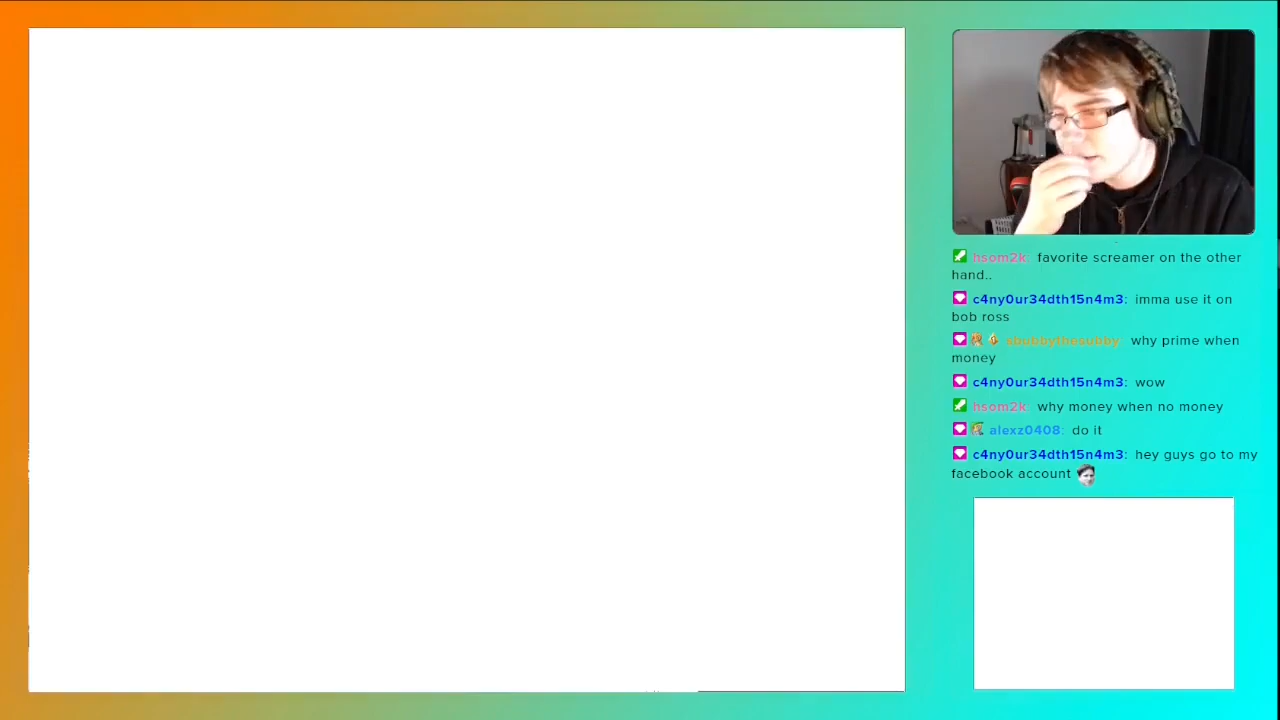 hsom2k: favorite screamer on the other
hand..
c4ny0ur34dth15n4m3: imma use it on
bob ross
sbubbythesubby why prime when
money
c4ny0ur34dth15n4m3: wow
hsom2k: why money when no money
alexz0408: do it
c4ny0ur34dth15n4m3: hey guys go to my
facebook account